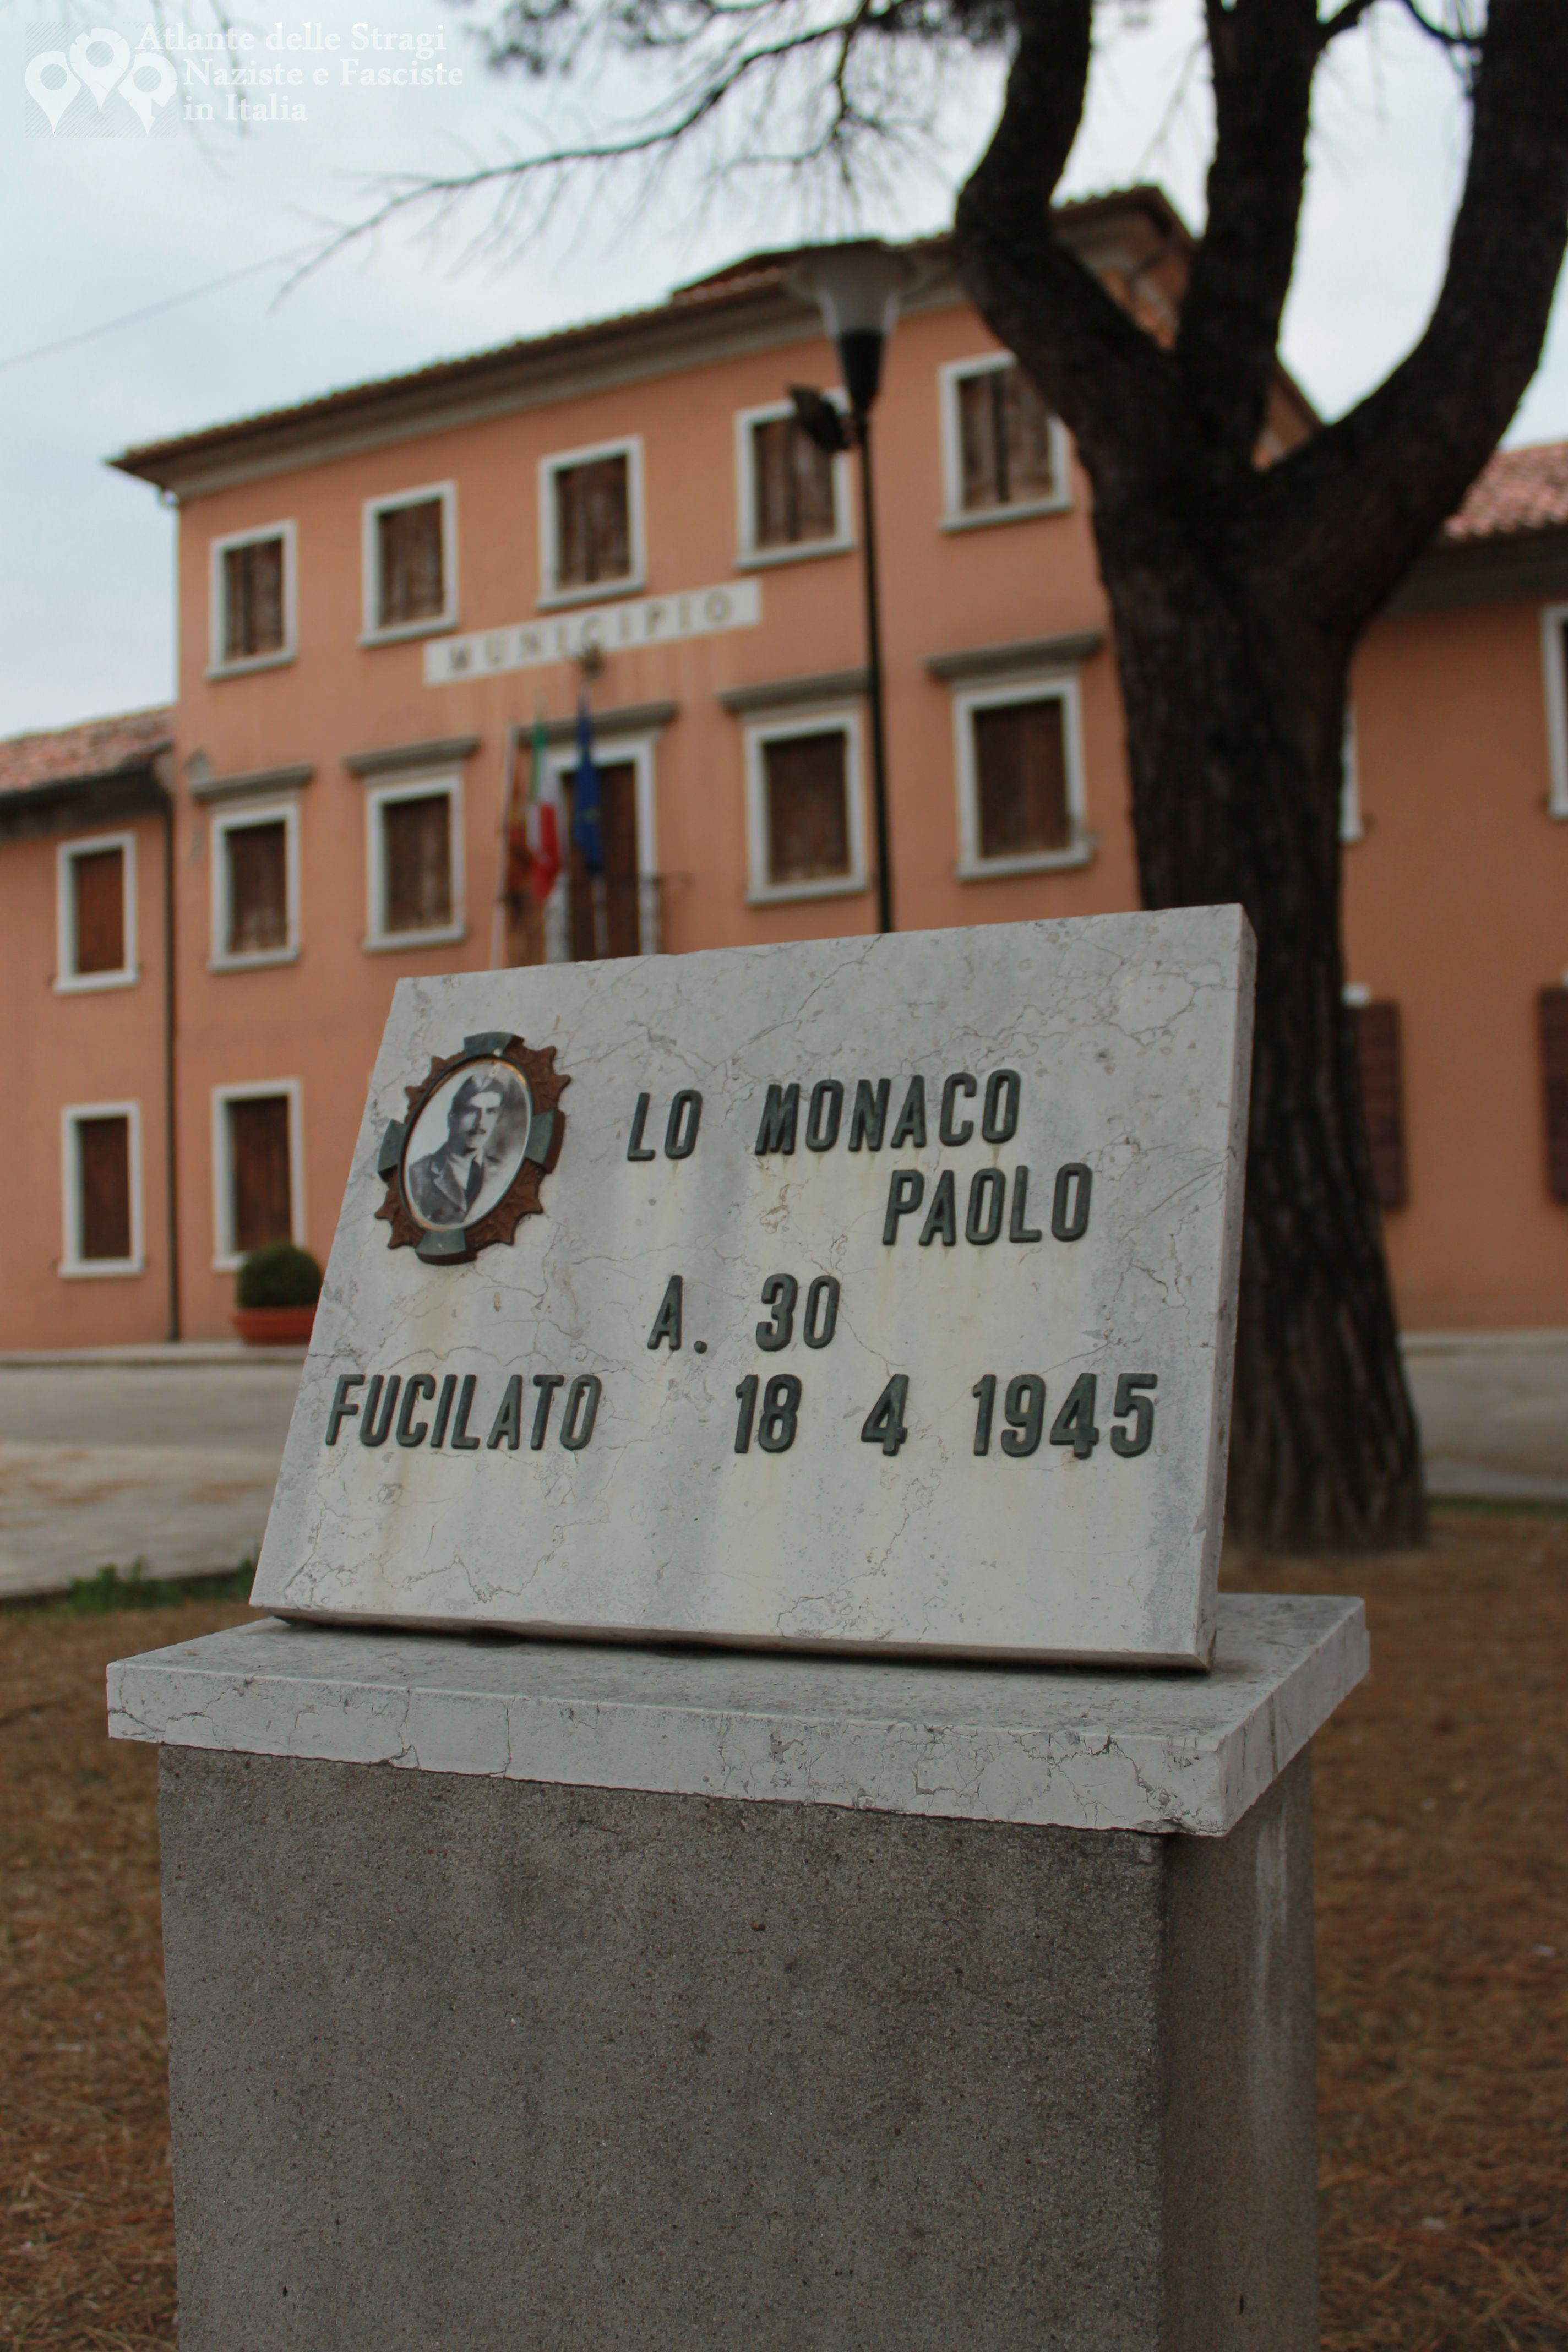 Atlante delle Stragi
Naziste e Fasciste
in Italia
MUNICIPIO
LO MONACO
PAOLO
A. 30
FUCILATO 18 4 1945